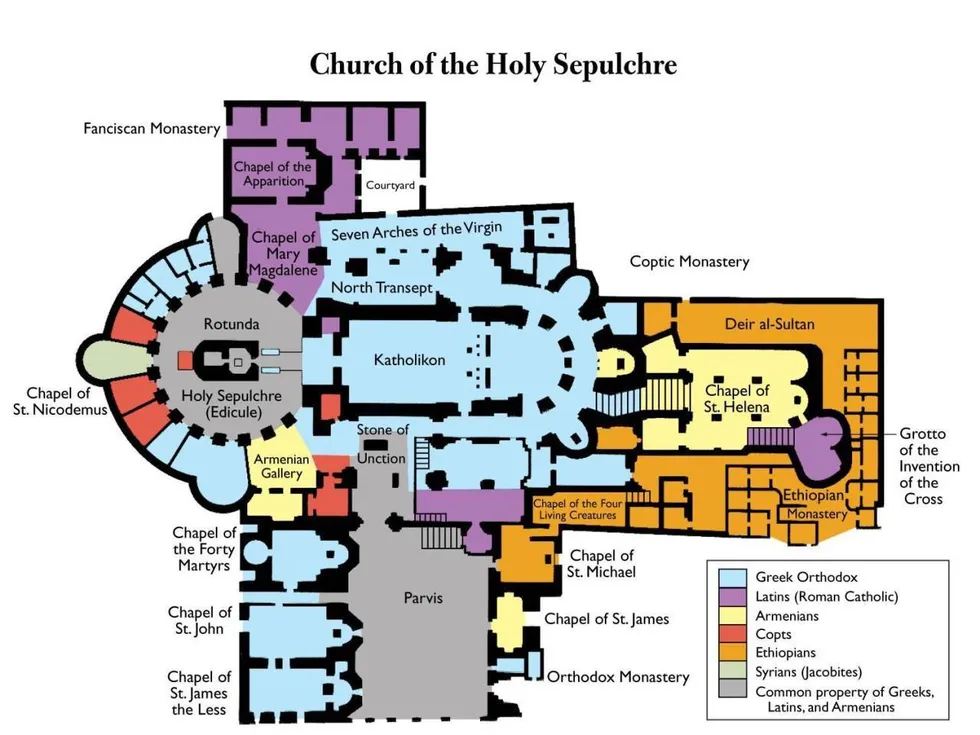 Church of the Holy Sepulchre
Fanciscan Monastery
Chapel of the
Apparition
Courtyard
Chapel of
Mary
Magdalene
Seven Arches of the Virgin
North Transept
Coptic Monastery
Rotunda
Katholikon
Deir al-Sultan
Chapel of
St. Nicodemus
Holy Sepulchre
(Edicule)
Chapel of
St. Helena
Stone of
Unction
Armenian
Gallery
Grotto
of the
Invention
of the
Cross
Chapel of the Four
Living Creatures
Ethiopian
Monastery
Chapel of
the Forty
Martyrs
Chapel of
St. Michael
Parvis
Chapel of
St. John
Chapel of St. James
Chapel of
St. James
the Less
Orthodox Monastery
Greek Orthodox
Latins (Roman Catholic)
Armenians
Copts
Ethiopians
Syrians (Jacobites)
Common property of Greeks,
Latins, and Armenians